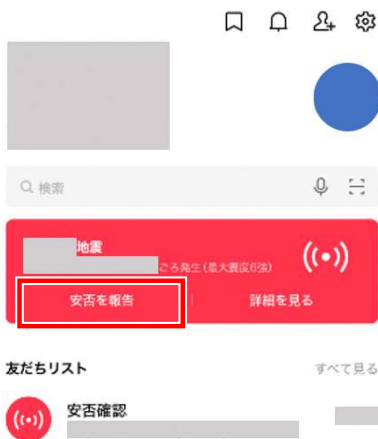 検索
地震
ごろ発生(最大震度6強)
安否を報告
詳細を見る
友だちリスト
すべて見る
安否確認